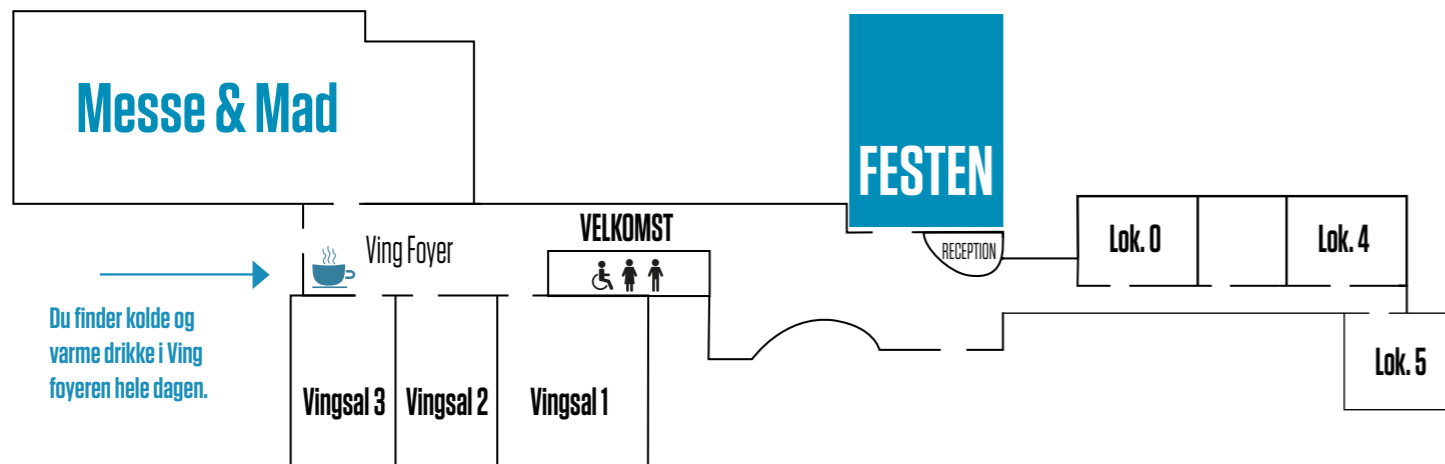 Messe & Mad
FESTEN
VELKOMST
RECEPTION
Lok. 0
Lok. 4
Ving Foyer
Du finder kolde og
varme drikke i Ving
foyeren hele dagen.
Lok. 5
Vingsal 3
Vingsal 2
Vingsal 1